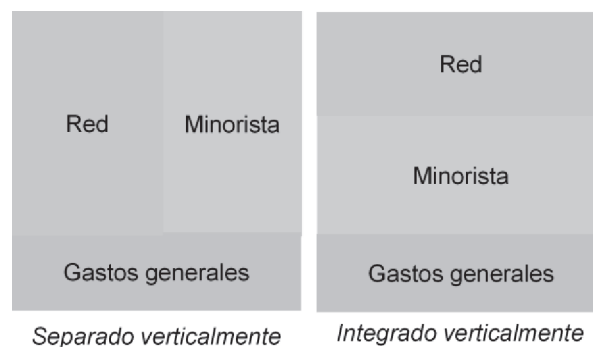 Red
Minorista
Gastos generales
Separado verticalmente
Red
Minorista
Gastos generales
Integrado verticalmente